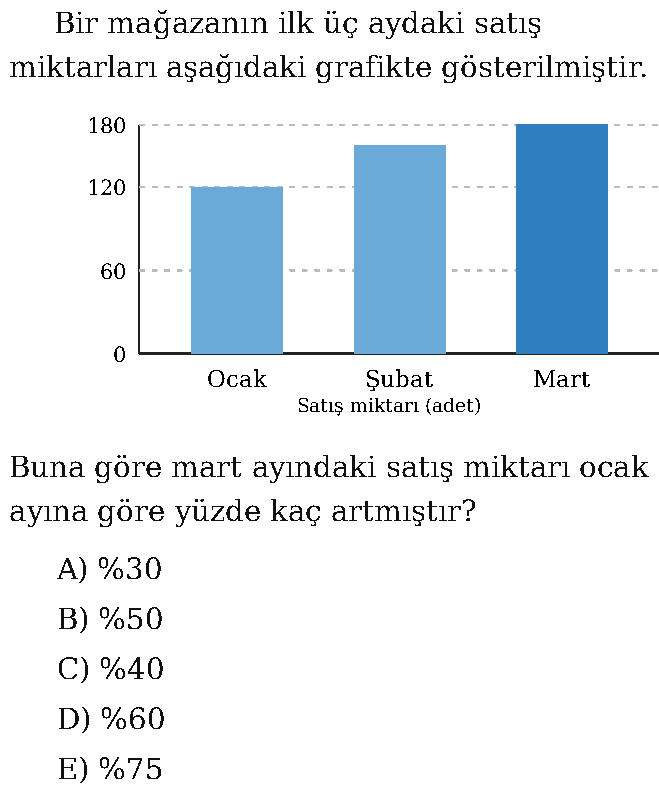 Bir mağazanın ilk üç aydaki satış
miktarları aşağıdaki grafikte gösterilmiştir.
180
120
60
0
Ocak Şubat Mart
Satış miktarı (adet)
Buna göre mart ayındaki satış miktarı ocak
ayına göre yüzde kaç artmıştır?
A) %30
B) %50
C) %40
D) %60
E) %75